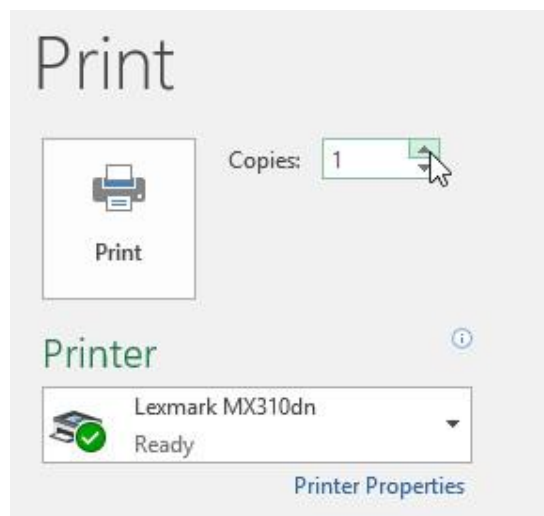 Print
Copies: 1
Print
Printer
Lexmark MX310dn
Ready
Printer Properties